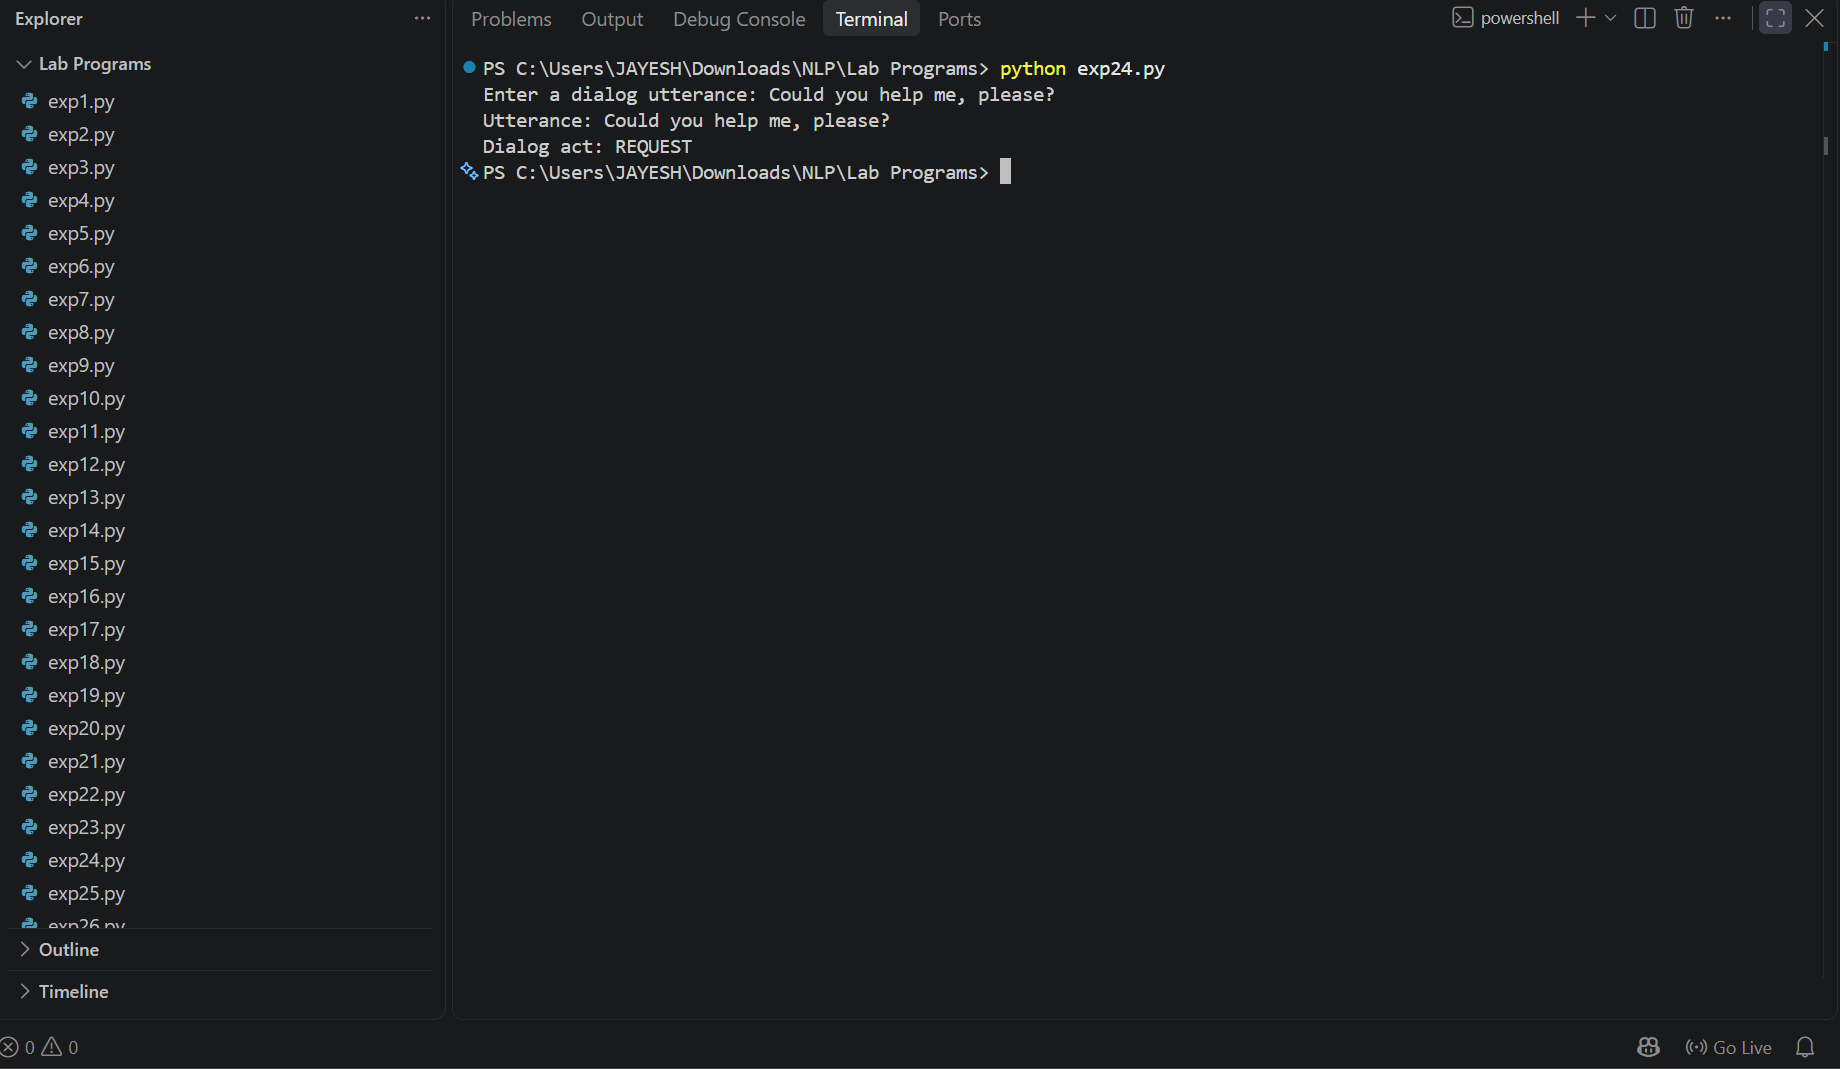 Explorer
Lab Programs
exp1.py
exp2.py
exp3.py
exp4.py
exp5.py
exp6.py
exp7.py
exp8.py
exp9.py
exp10.py
exp11.py
exp12.py
exp13.py
exp14.py
exp15.py
exp16.py
exp17.py
exp18.py
exp19.py
exp20.py
exp21.py
exp22.py
exp23.py
exp24.py
exp25.py
exp26.py
Outline
Timeline
Problems Output Debug Console Terminal Ports
powershell
PS C:\Users\JAYESH\Downloads\NLP\Lab Programs> python exp24.py
Enter a dialog utterance: Could you help me, please?
Utterance: Could you help me, please?
Dialog act: REQUEST
PS C:\Users\JAYESH\Downloads\NLP\Lab Programs>
0 0
Go Live